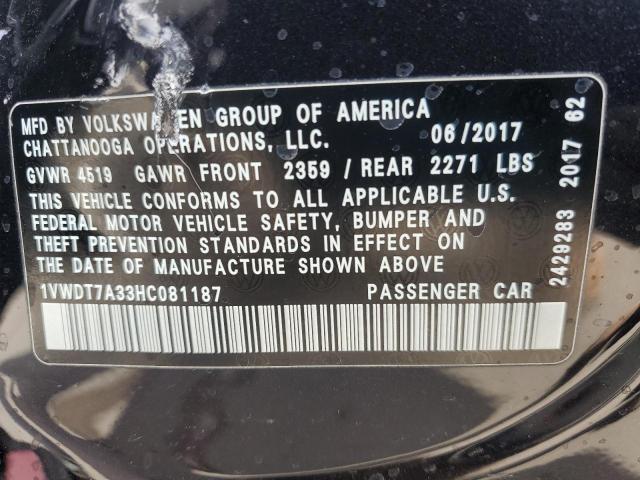 MFD BY VOLKSWAGEN GROUP OF AMERICA
CHATTANOOGA OPERATIONS, LLC. 06/2017
GVWR 4519 GAWR FRONT 2359 / REAR 2271 LBS
THIS VEHICLE CONFORMS TO ALL APPLICABLE U.S.
FEDERAL MOTOR VEHICLE SAFETY, BUMPER AND
THEFT PREVENTION STANDARDS IN EFFECT ON
THE DATE OF MANUFACTURE SHOWN ABOVE
1VWDT7A33HC081187 PASSENGER CAR
2429283 2017 62